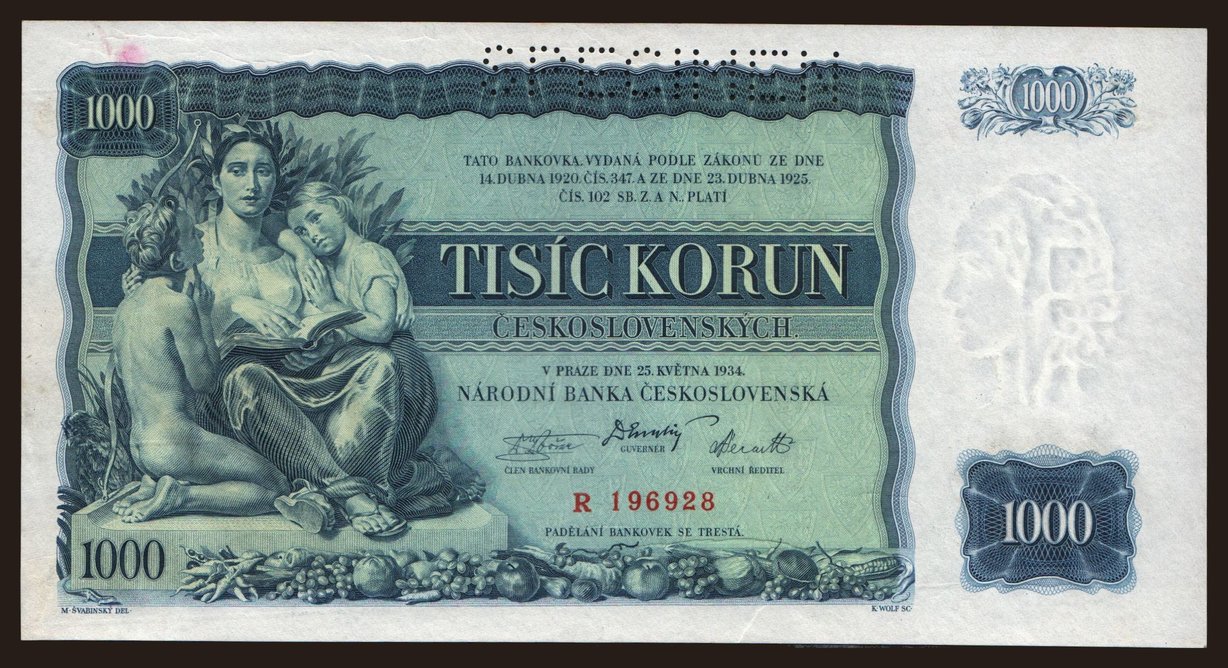 SPECIMEN
1000
1000
TATO BANKOVKA, VYDANÁ PODLE ZÁKONŮ ZE DNE
14. DUBNA 1920, ČÍS. 347, A ZE DNE 23. DUBNA 1925,
ČÍS. 102 SB. Z. A N., PLATÍ
TISÍC KORUN
ČESKOSLOVENSKÝCH.
V PRAZE DNE 25. KVĚTNA 1934.
NÁRODNÍ BANKA ČESKOSLOVENSKÁ
ČLEN BANKOVNÍ RADY
GUVERNÉR
VRCHNÍ ŘEDITEL
R 196928
PADĚLÁNÍ BANKOVEK SE TRESTÁ.
1000
1000
M. ŠVABINSKÝ DEL.
K. WOLF SC.